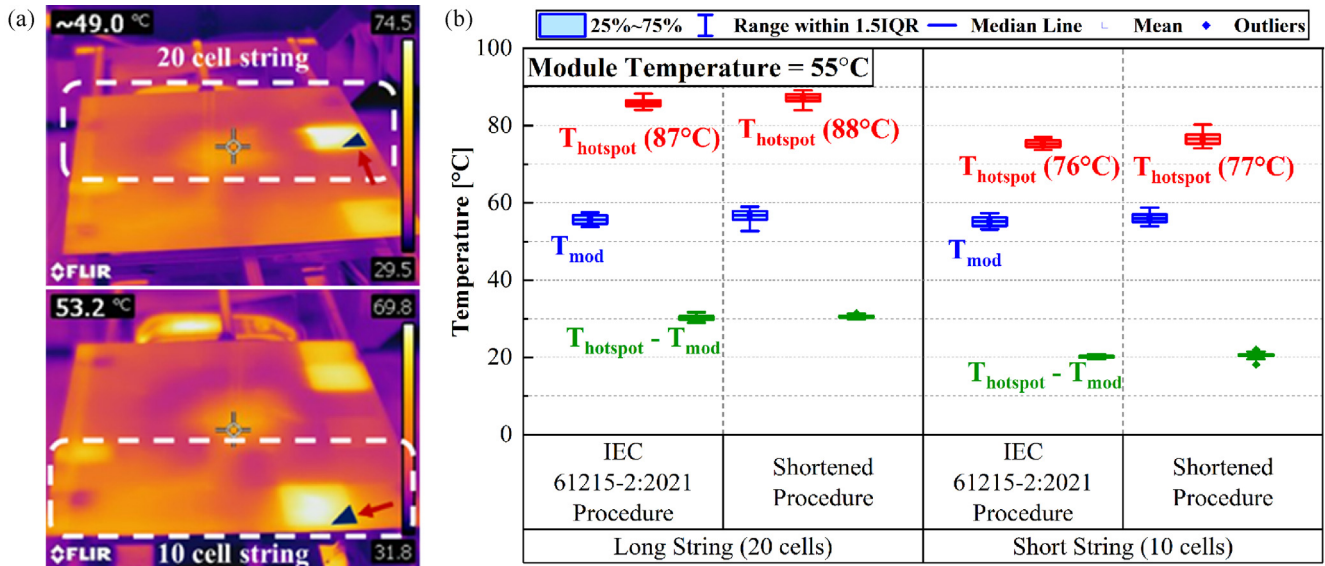 (a)
~49.0 °C
74.5
20 cell string
FLIR
29.5
53.2 °C
69.8
FLIR
10 cell string
31.8
(b)
25%~75%
Range within 1.5IQR
Median Line
Mean
Outliers
Module Temperature = 55°C
Temperature [°C]
100
80
60
40
20
0
Thotspot (87°C)
Thotspot (88°C)
Thotspot (76°C)
Thotspot (77°C)
Tmod
Tmod
Thotspot - Tmod
Thotspot - Tmod
IEC
61215-2:2021
Procedure
Shortened
Procedure
IEC
61215-2:2021
Procedure
Shortened
Procedure
Long String (20 cells)
Short String (10 cells)